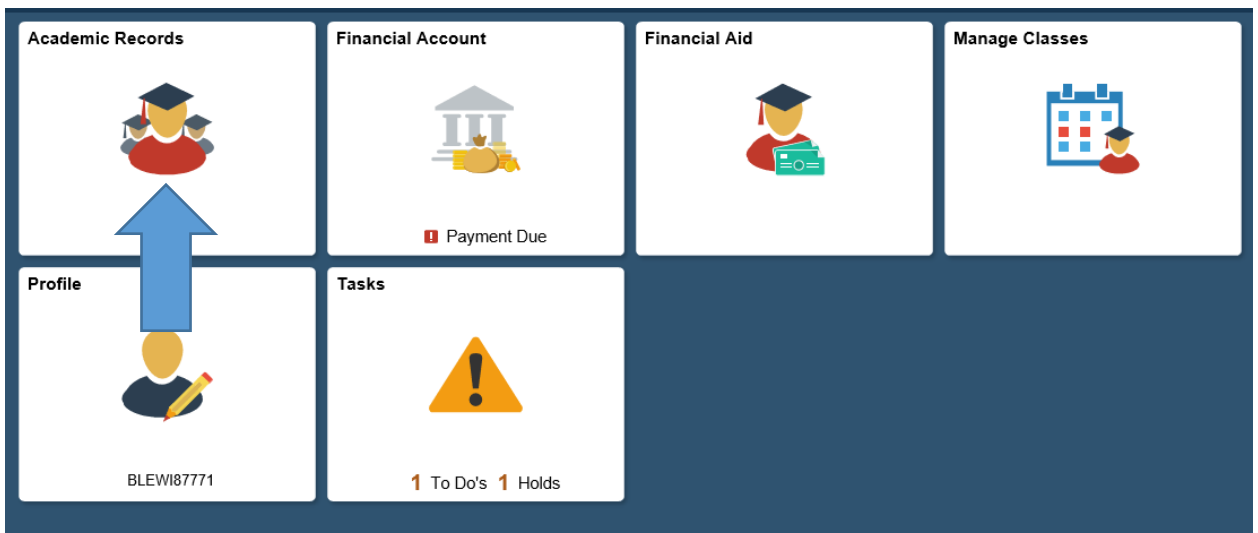 Academic Records
Financial Account
Financial Aid
Manage Classes
Payment Due
Profile
Tasks
BLEWI87771
1 To Do's 1 Holds